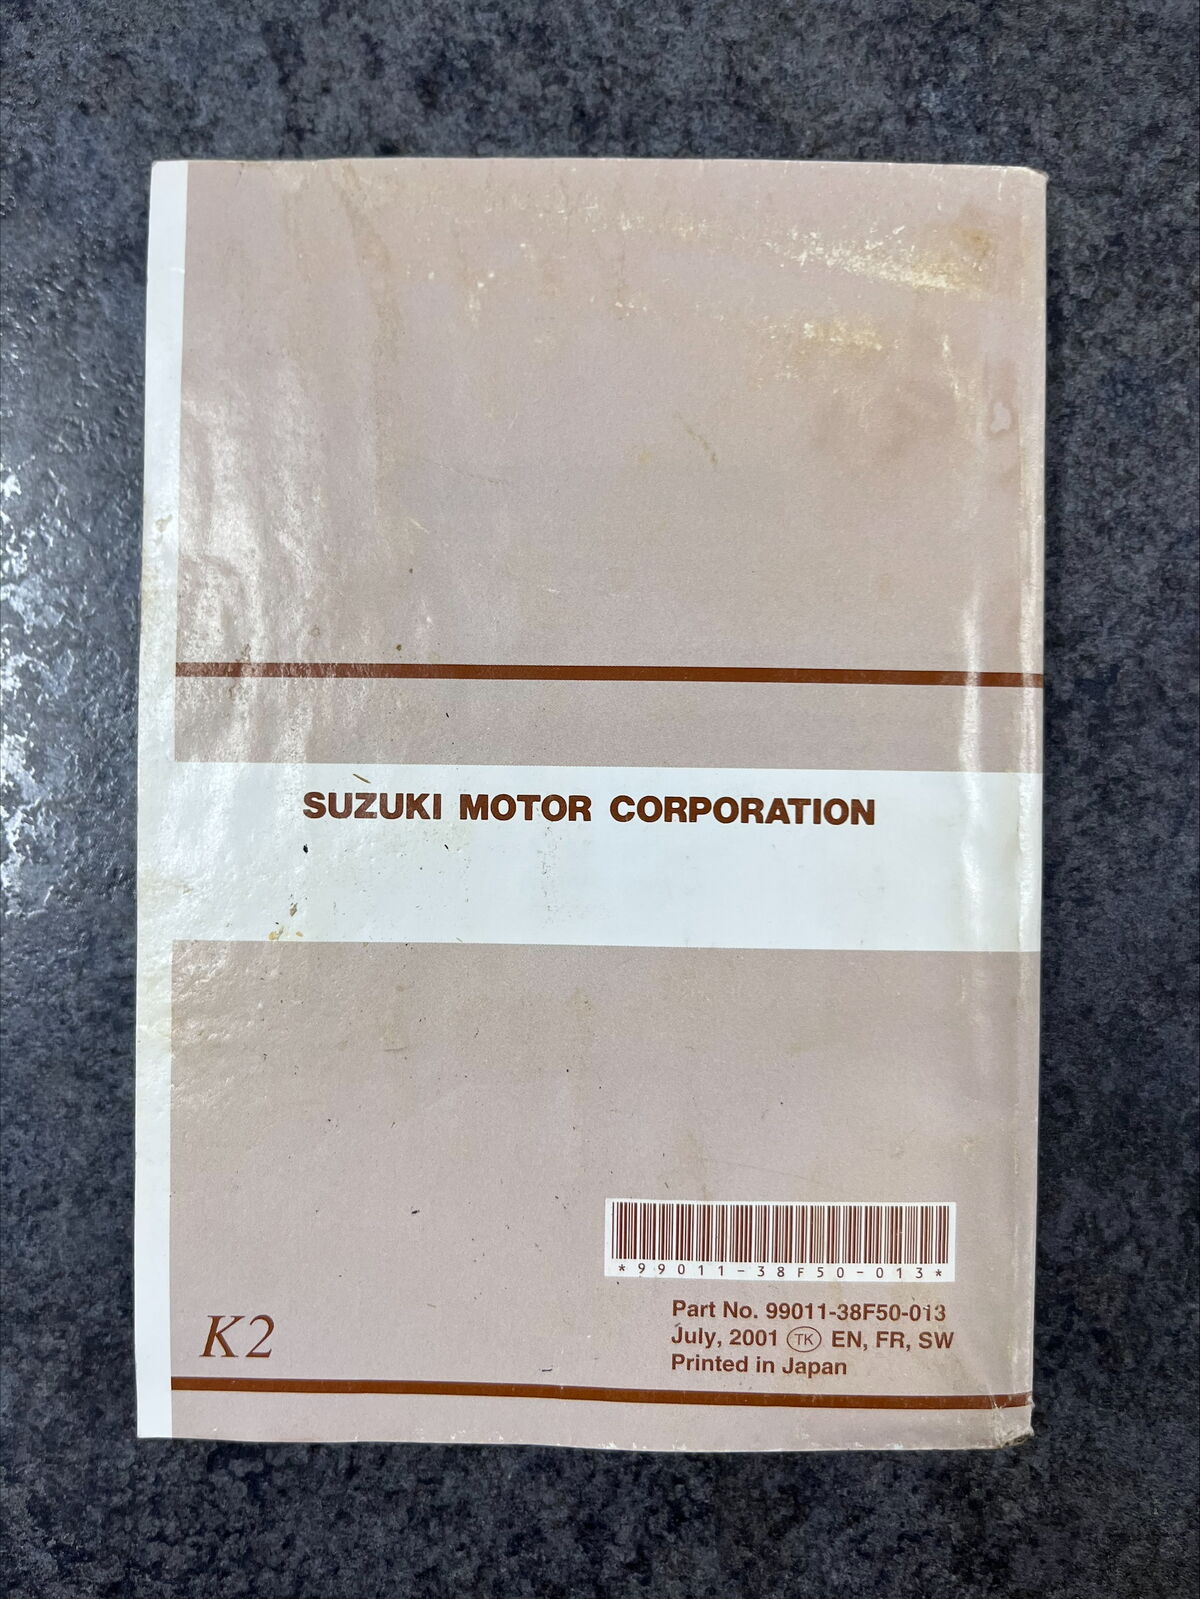 SUZUKI MOTOR CORPORATION
*99011-38F50-013*
Part No. 99011-38F50-013
July, 2001 TK EN, FR, SW
Printed in Japan
K2